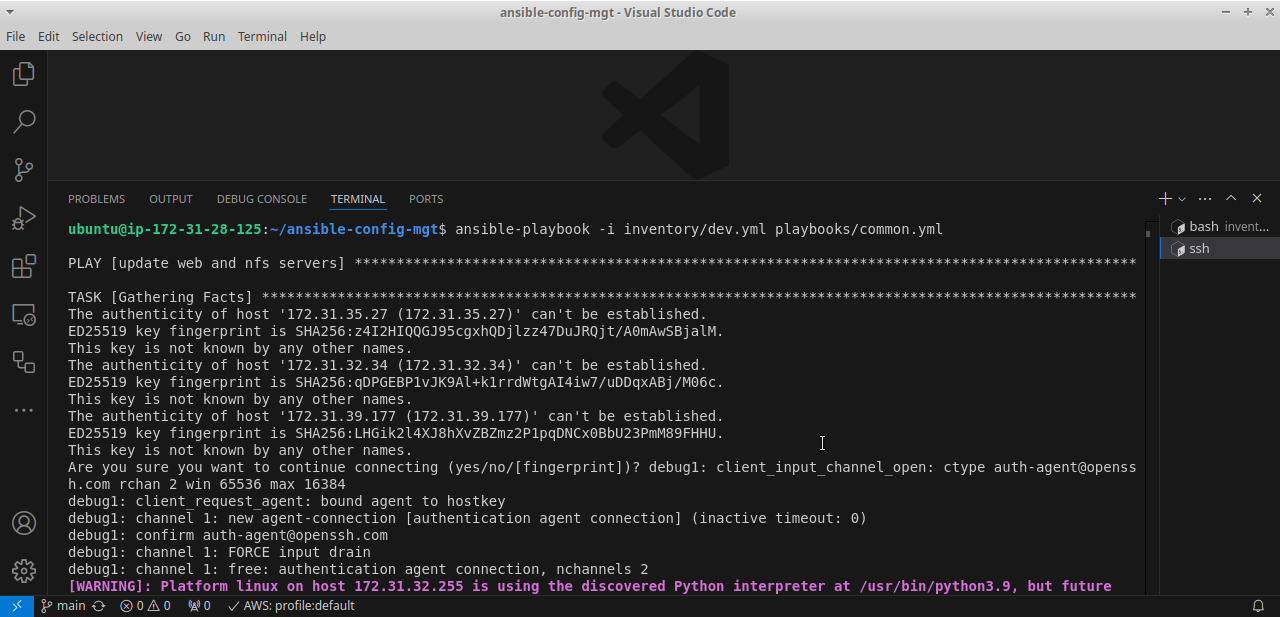 ansible-config-mgt - Visual Studio Code
File Edit Selection View Go Run Terminal Help
PROBLEMS OUTPUT DEBUG CONSOLE TERMINAL PORTS
ubuntu@ip-172-31-28-125:~/ansible-config-mgt$ ansible-playbook -i inventory/dev.yml playbooks/common.yml
PLAY [update web and nfs servers] *********************************************************************************************
TASK [Gathering Facts] ********************************************************************************************************
The authenticity of host '172.31.35.27 (172.31.35.27)' can't be established.
ED25519 key fingerprint is SHA256:z4I2HIQQGJ95cgxhQDjlzz47DuJRQjt/A0mAwSBjalM.
This key is not known by any other names.
The authenticity of host '172.31.32.34 (172.31.32.34)' can't be established.
ED25519 key fingerprint is SHA256:qDPGEBP1vJK9Al+k1rrdWtgAI4iw7/uDDqxABj/M06c.
This key is not known by any other names.
The authenticity of host '172.31.39.177 (172.31.39.177)' can't be established.
ED25519 key fingerprint is SHA256:LHGik2l4XJ8hXvZBZmz2P1pqDNCx0BbU23PmM89FHHU.
This key is not known by any other names.
Are you sure you want to continue connecting (yes/no/[fingerprint])? debug1: client_input_channel_open: ctype auth-agent@openss
h.com rchan 2 win 65536 max 16384
debug1: client_request_agent: bound agent to hostkey
debug1: channel 1: new agent-connection [authentication agent connection] (inactive timeout: 0)
debug1: confirm auth-agent@openssh.com
debug1: channel 1: FORCE input drain
debug1: channel 1: free: authentication agent connection, nchannels 2
[WARNING]: Platform linux on host 172.31.32.255 is using the discovered Python interpreter at /usr/bin/python3.9, but future
bash invent...
ssh
main 0 0 0 AWS: profile:default